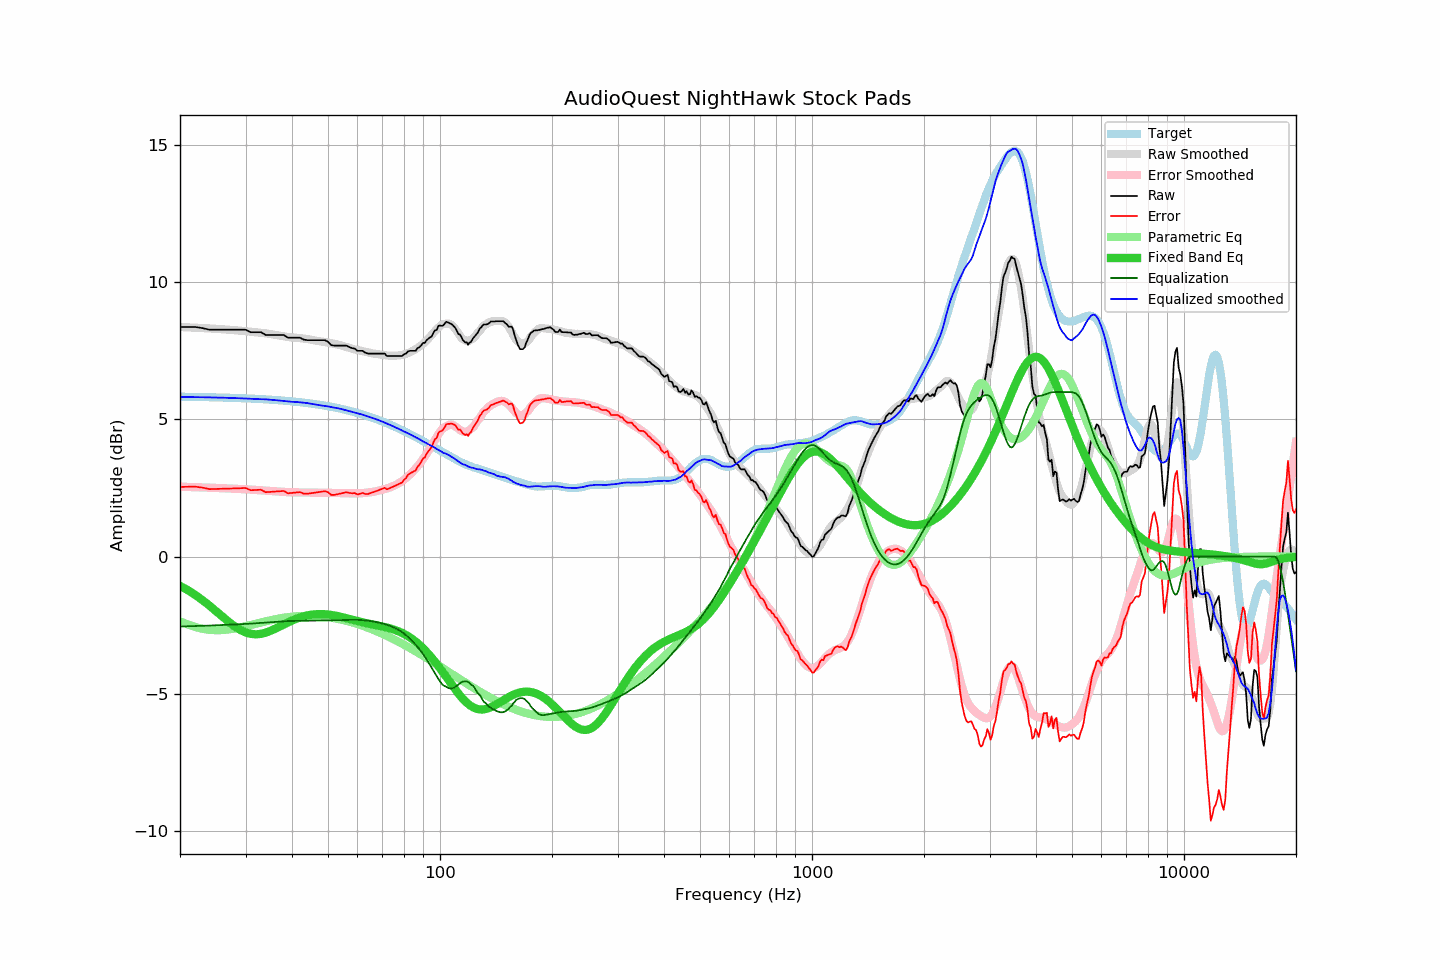 AudioQuest NightHawk Stock Pads
Target
Raw Smoothed
Error Smoothed
Raw
Error
Parametric Eq
Fixed Band Eq
Equalization
Equalized smoothed
15
10
5
0
−5
−10
Amplitude (dBr)
100
1000
10000
Frequency (Hz)